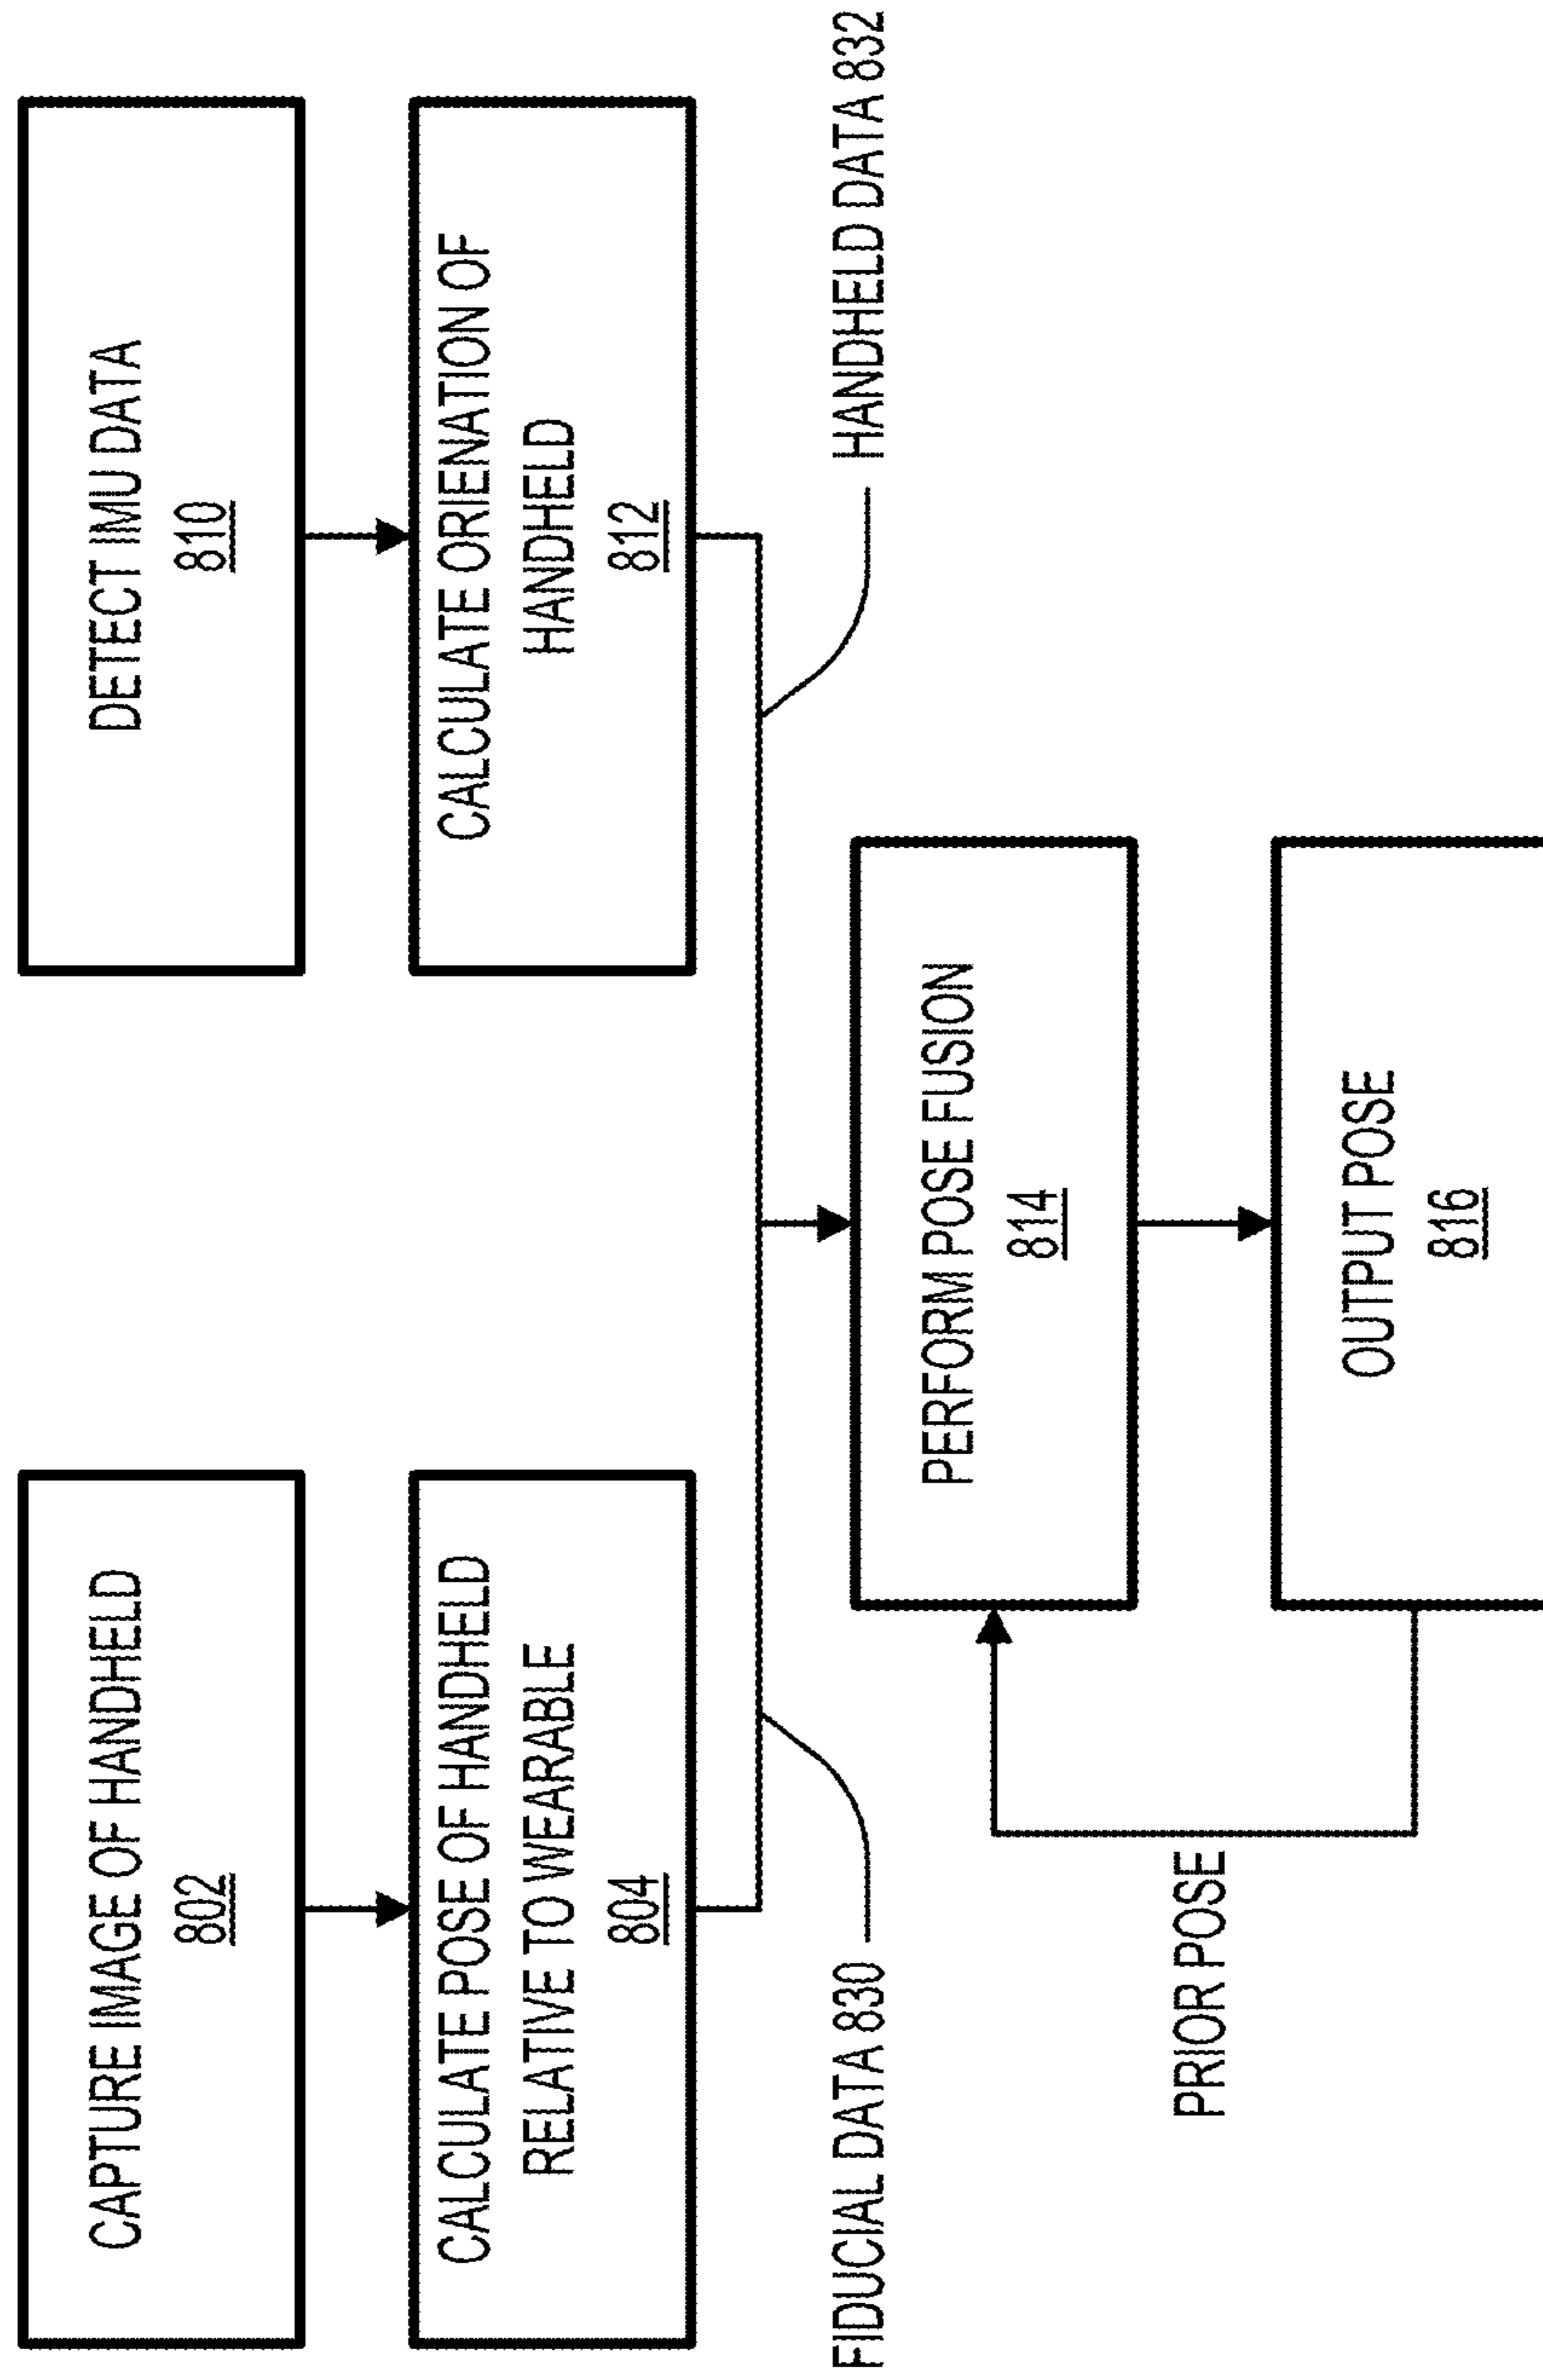 CAPTURE IMAGE OF HANDHELD
802
DETECT IMU DATA
810
CALCULATE POSE OF HANDHELD
RELATIVE TO WEARABLE
804
CALCULATE ORIENATION OF
HANDHELD
812
FIDUCIAL DATA 830
HANDHELD DATA 832
PERFORM POSE FUSION
814
PRIOR POSE
OUTPUT POSE
816